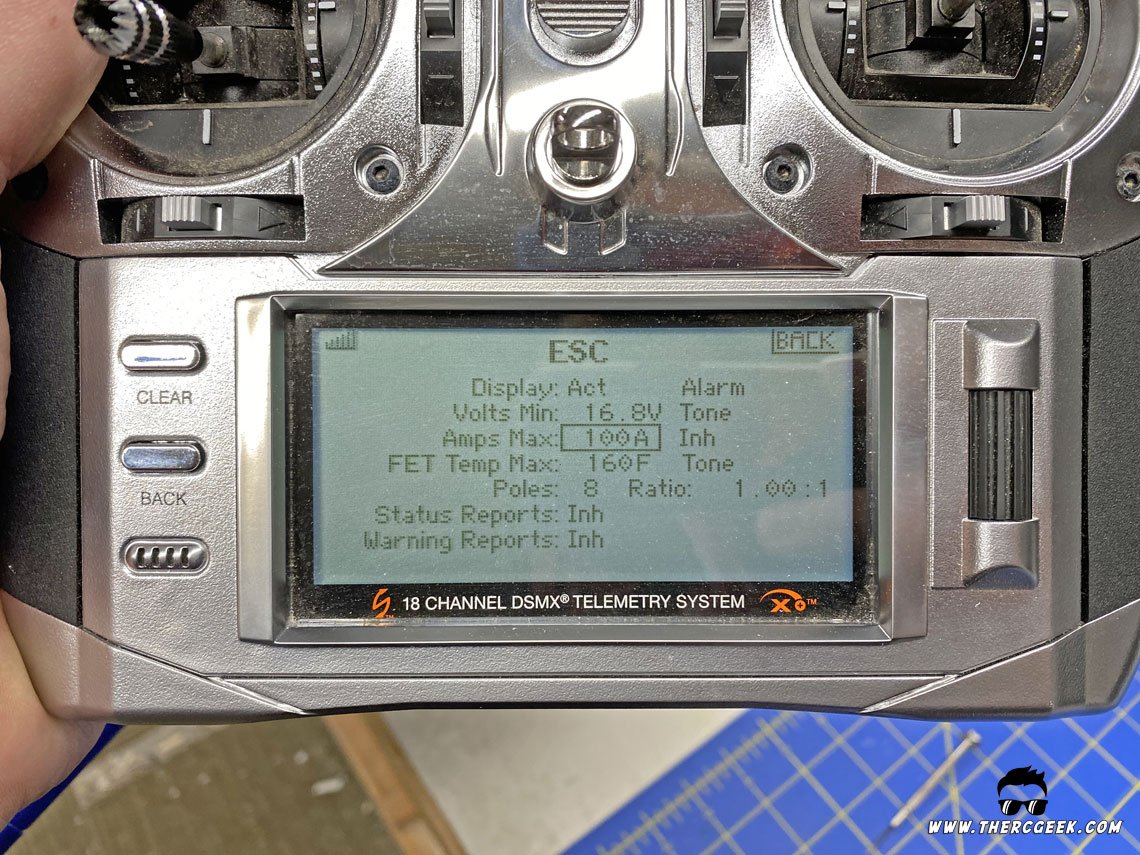 BACK
ESC
Display: Act Alarm
Volts Min: 16.8V Tone
Amps Max: 100A Inh
FET Temp Max: 160F Tone
Poles: 8 Ratio: 1.00:1
Status Reports: Inh
Warning Reports: Inh
CLEAR
BACK
18 CHANNEL DSMX® TELEMETRY SYSTEM X+™
WWW.THERCGEEK.COM